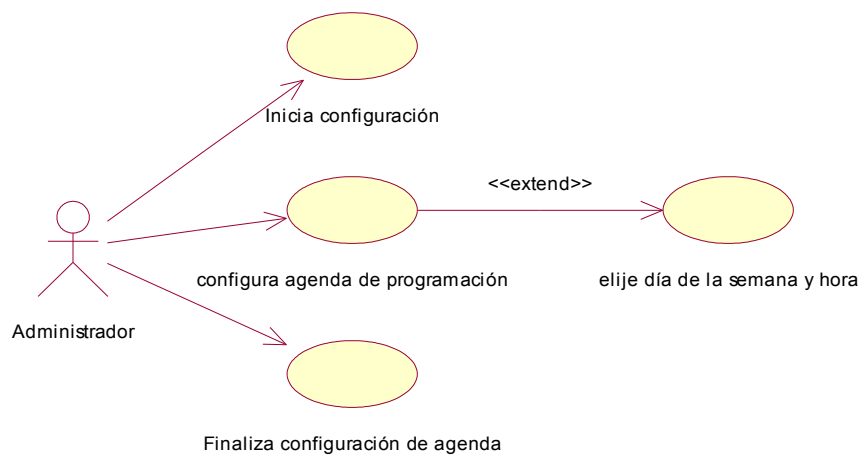 Inicia configuración
<<extend>>
configura agenda de programación
elije día de la semana y hora
Administrador
Finaliza configuración de agenda